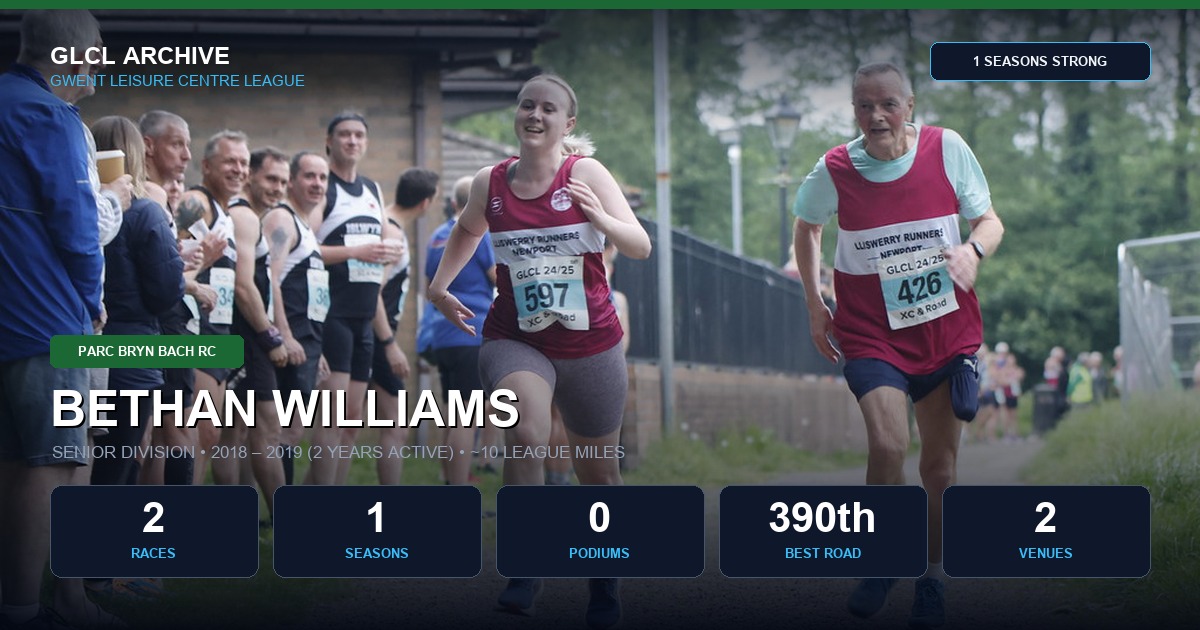 GLCL ARCHIVE
GWENT LEISURE CENTRE LEAGUE
1 SEASONS STRONG
LLISWERRY RUNNERS
NEWPORT
GLCL 24/25
597
XC & Road
LLISWERRY RUNNERS
NEWPORT
GLCL 24/25
426
XC & Road
PARC BRYN BACH RC
BETHAN WILLIAMS
SENIOR DIVISION • 2018 – 2019 (2 YEARS ACTIVE) • ~10 LEAGUE MILES
2
RACES
1
SEASONS
0
PODIUMS
390th
BEST ROAD
2
VENUES